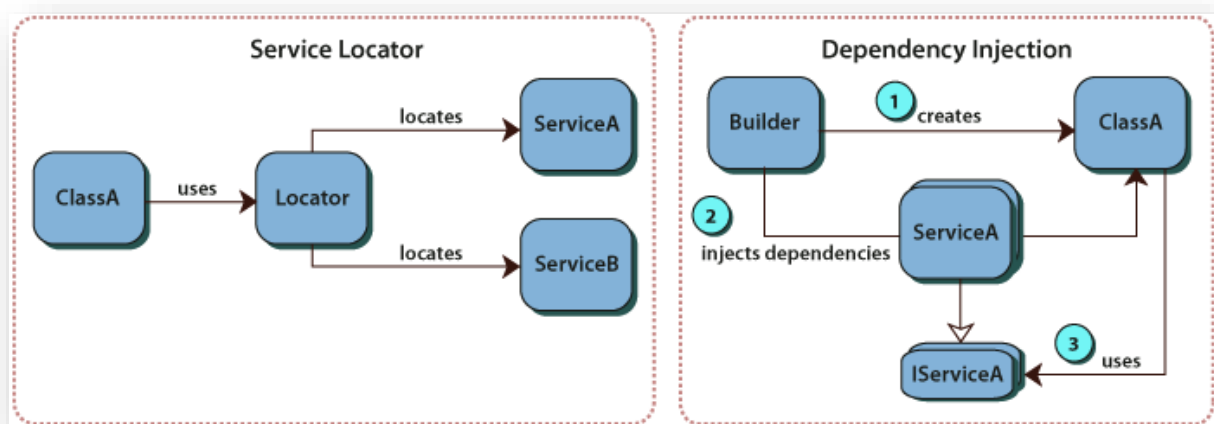 Service Locator
ClassA
uses
Locator
locates
ServiceA
locates
ServiceB
Dependency Injection
Builder
1
creates
ClassA
2
injects dependencies
ServiceA
IServiceA
3
uses